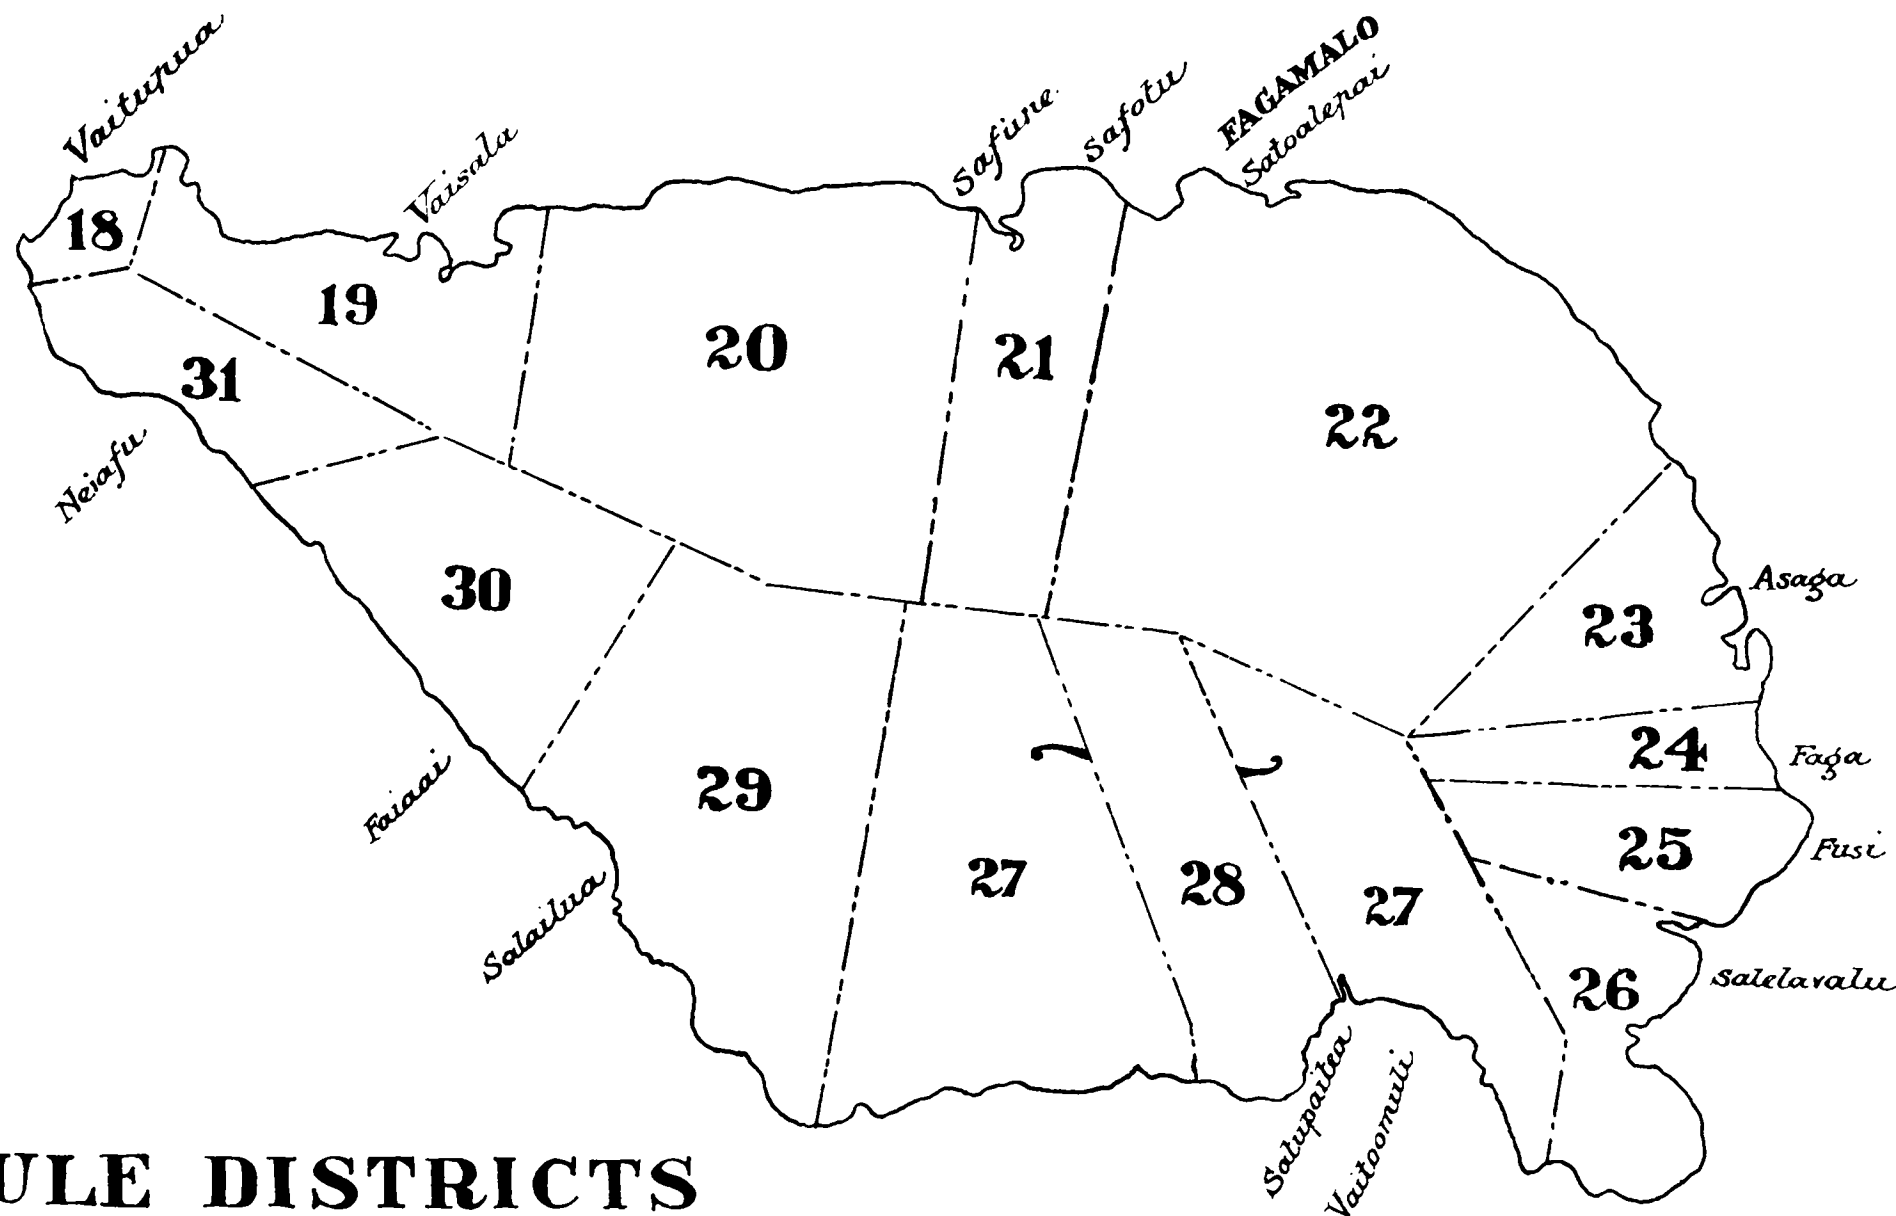 Vaitupua
Vaisala
Safune
Safotu
FAGAMALO
Satoalepai
18
19
20
21
22
31
30
23
Asaga
24
Faga
29
27
28
27
25
Fusi
26
Salelavalu
Neiafu
Faiaai
Salailua
Satupaitea
Vaitoomuli
ULE DISTRICTS